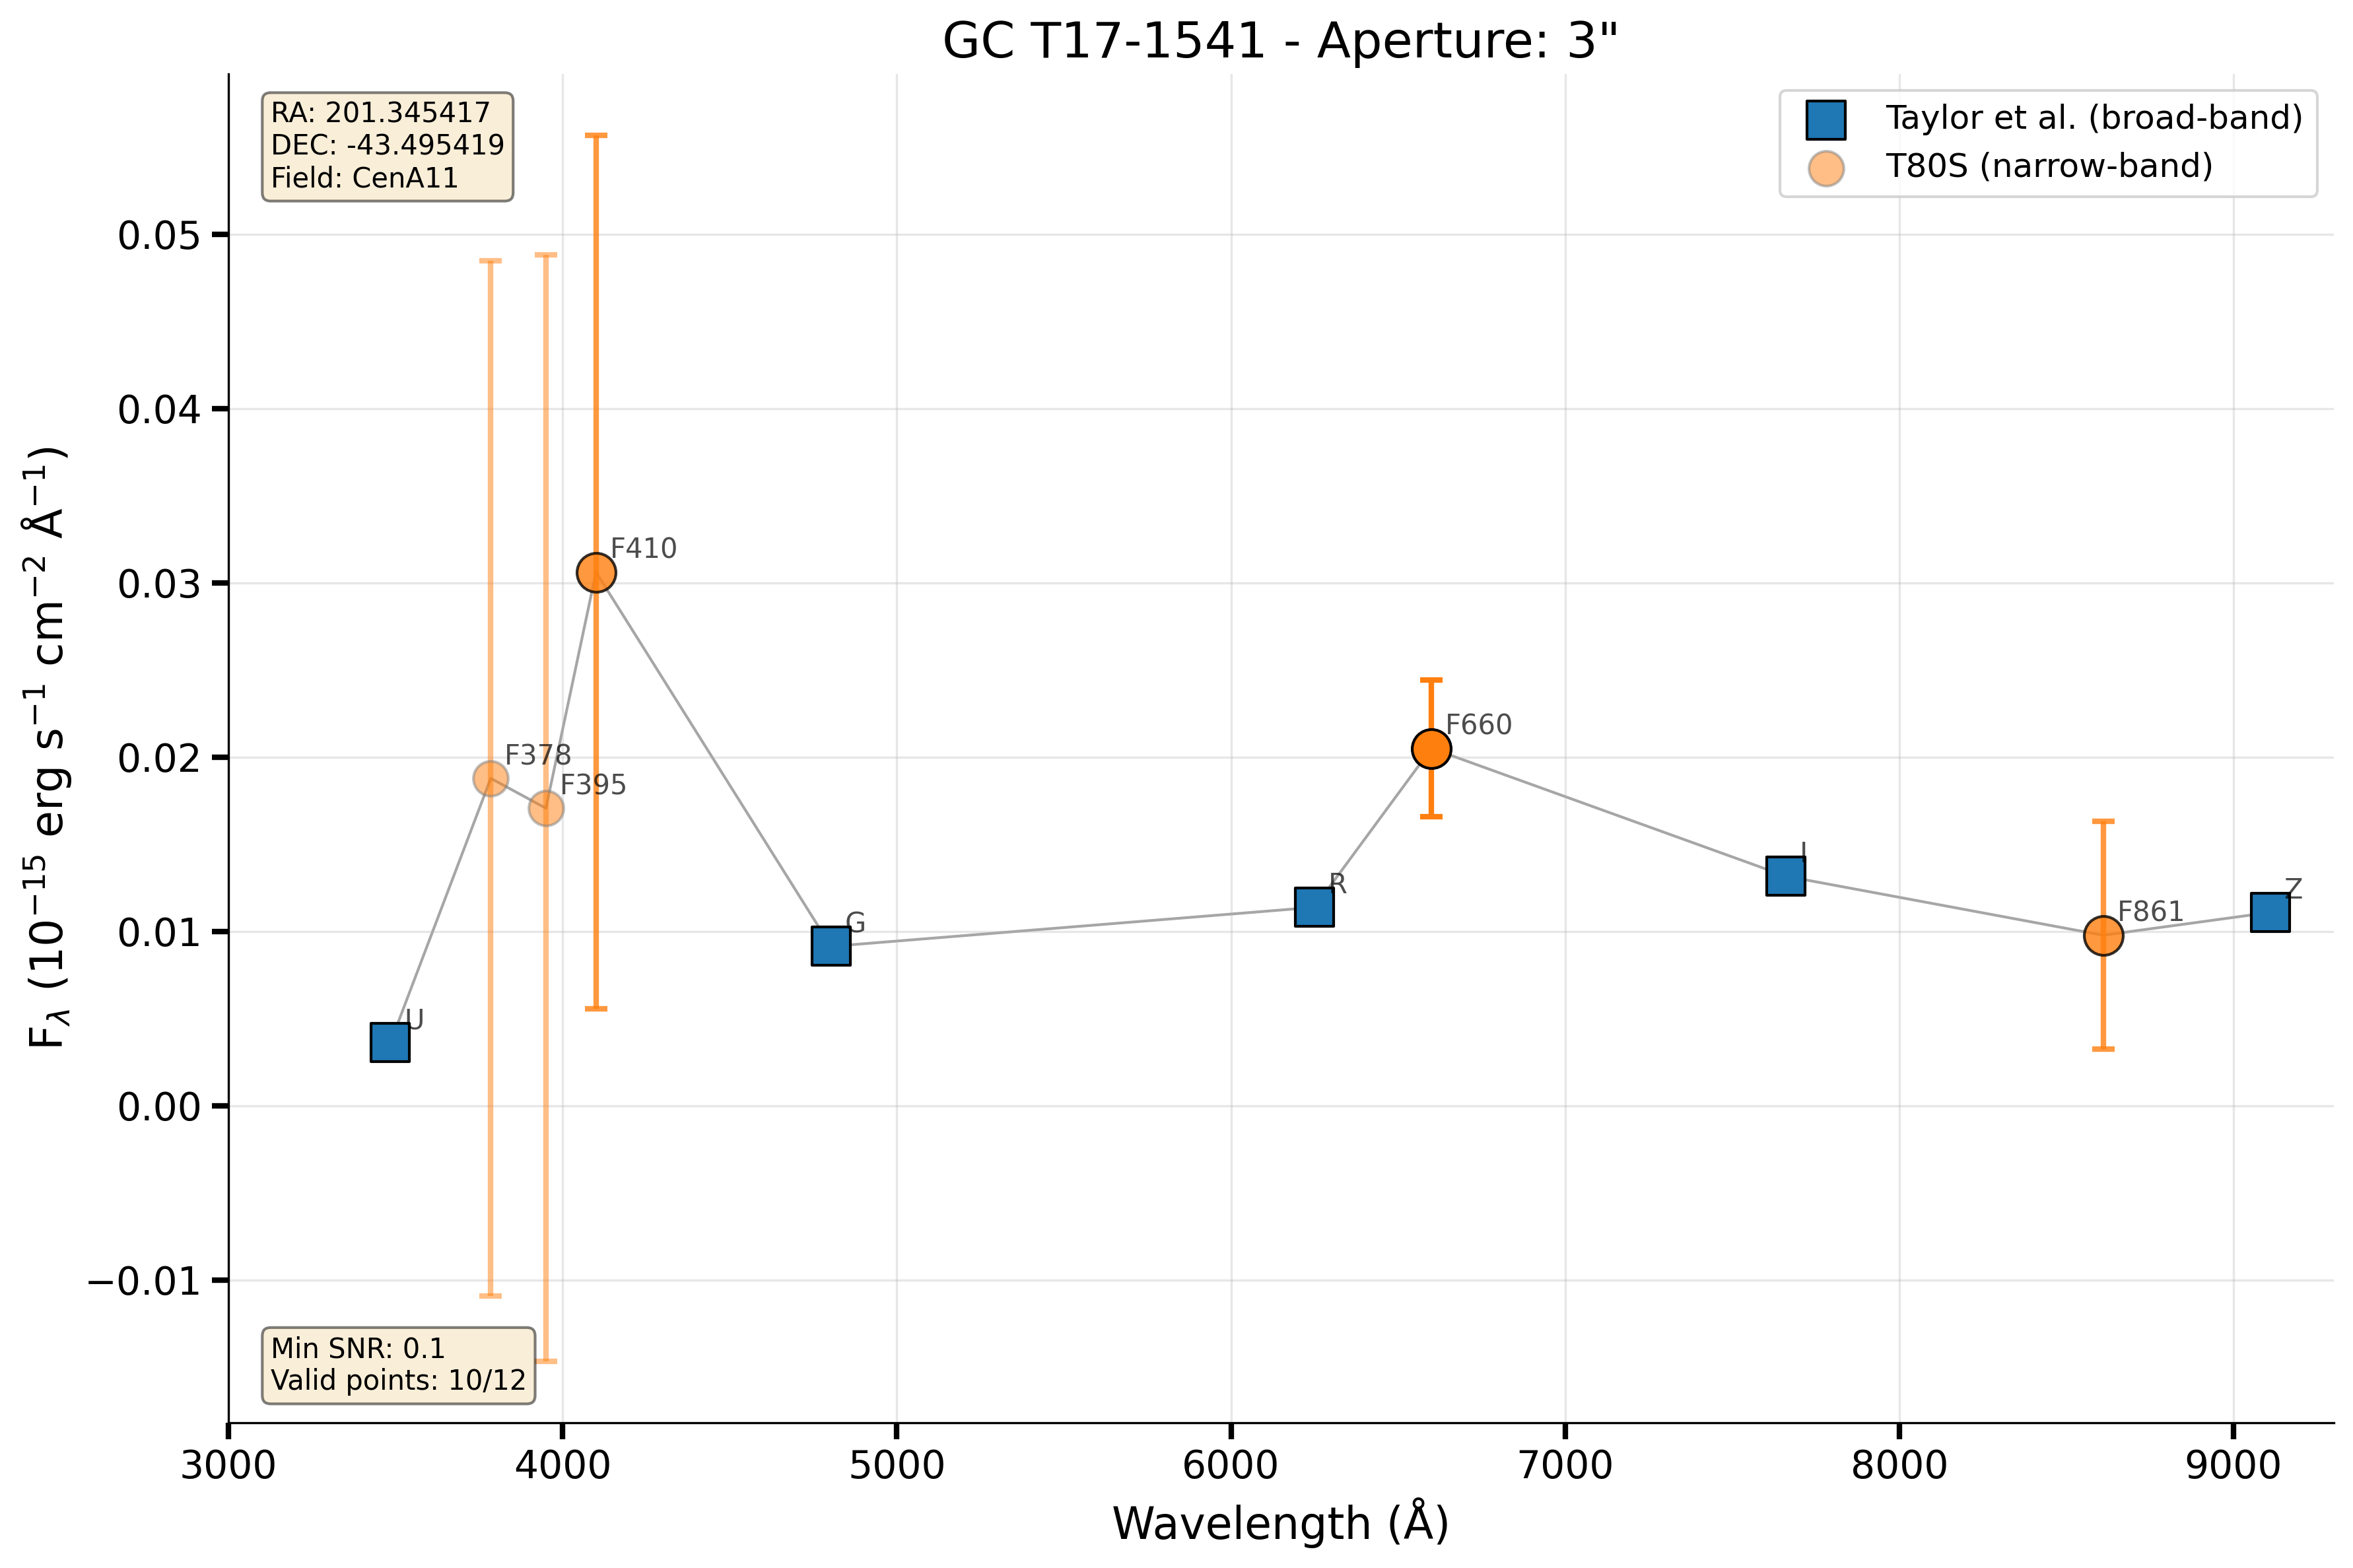 GC T17-1541 - Aperture: 3"
RA: 201.345417
DEC: -43.495419
Field: CenA11
Taylor et al. (broad-band)
T80S (narrow-band)
0.05
0.04
0.03
0.02
0.01
0.00
−0.01
F$_λ$ (10$^{−15}$ erg s$^{−1}$ cm$^{−2}$ Å$^{−1}$)
U
F378
F395
F410
G
R
F660
I
F861
Z
Min SNR: 0.1
Valid points: 10/12
3000 4000 5000 6000 7000 8000 9000
Wavelength (Å)